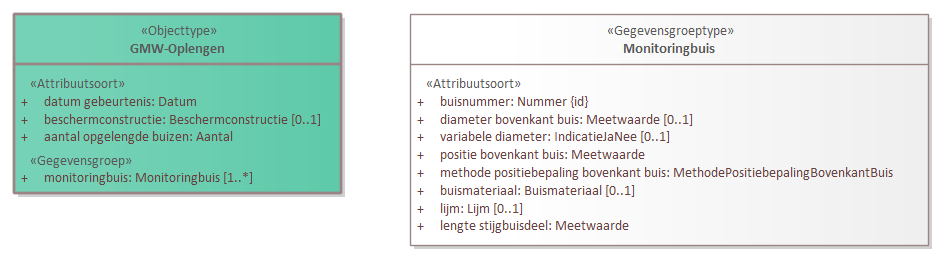 «Objecttype»
GMW-Oplengen
«Attribuutsoort»
+ datum gebeurtenis: Datum
+ beschermconstructie: Beschermconstructie [0..1]
+ aantal opgelengde buizen: Aantal
«Gegevensgroep»
+ monitoringbuis: Monitoringbuis [1..*]
«Gegevensgroeptype»
Monitoringbuis
«Attribuutsoort»
+ buisnummer: Nummer {id}
+ diameter bovenkant buis: Meetwaarde [0..1]
+ variabele diameter: IndicatieJaNee [0..1]
+ positie bovenkant buis: Meetwaarde
+ methode positiebepaling bovenkant buis: MethodePositiebepalingBovenkantBuis
+ buismateriaal: Buismateriaal [0..1]
+ lijm: Lijm [0..1]
+ lengte stijgbuisdeel: Meetwaarde